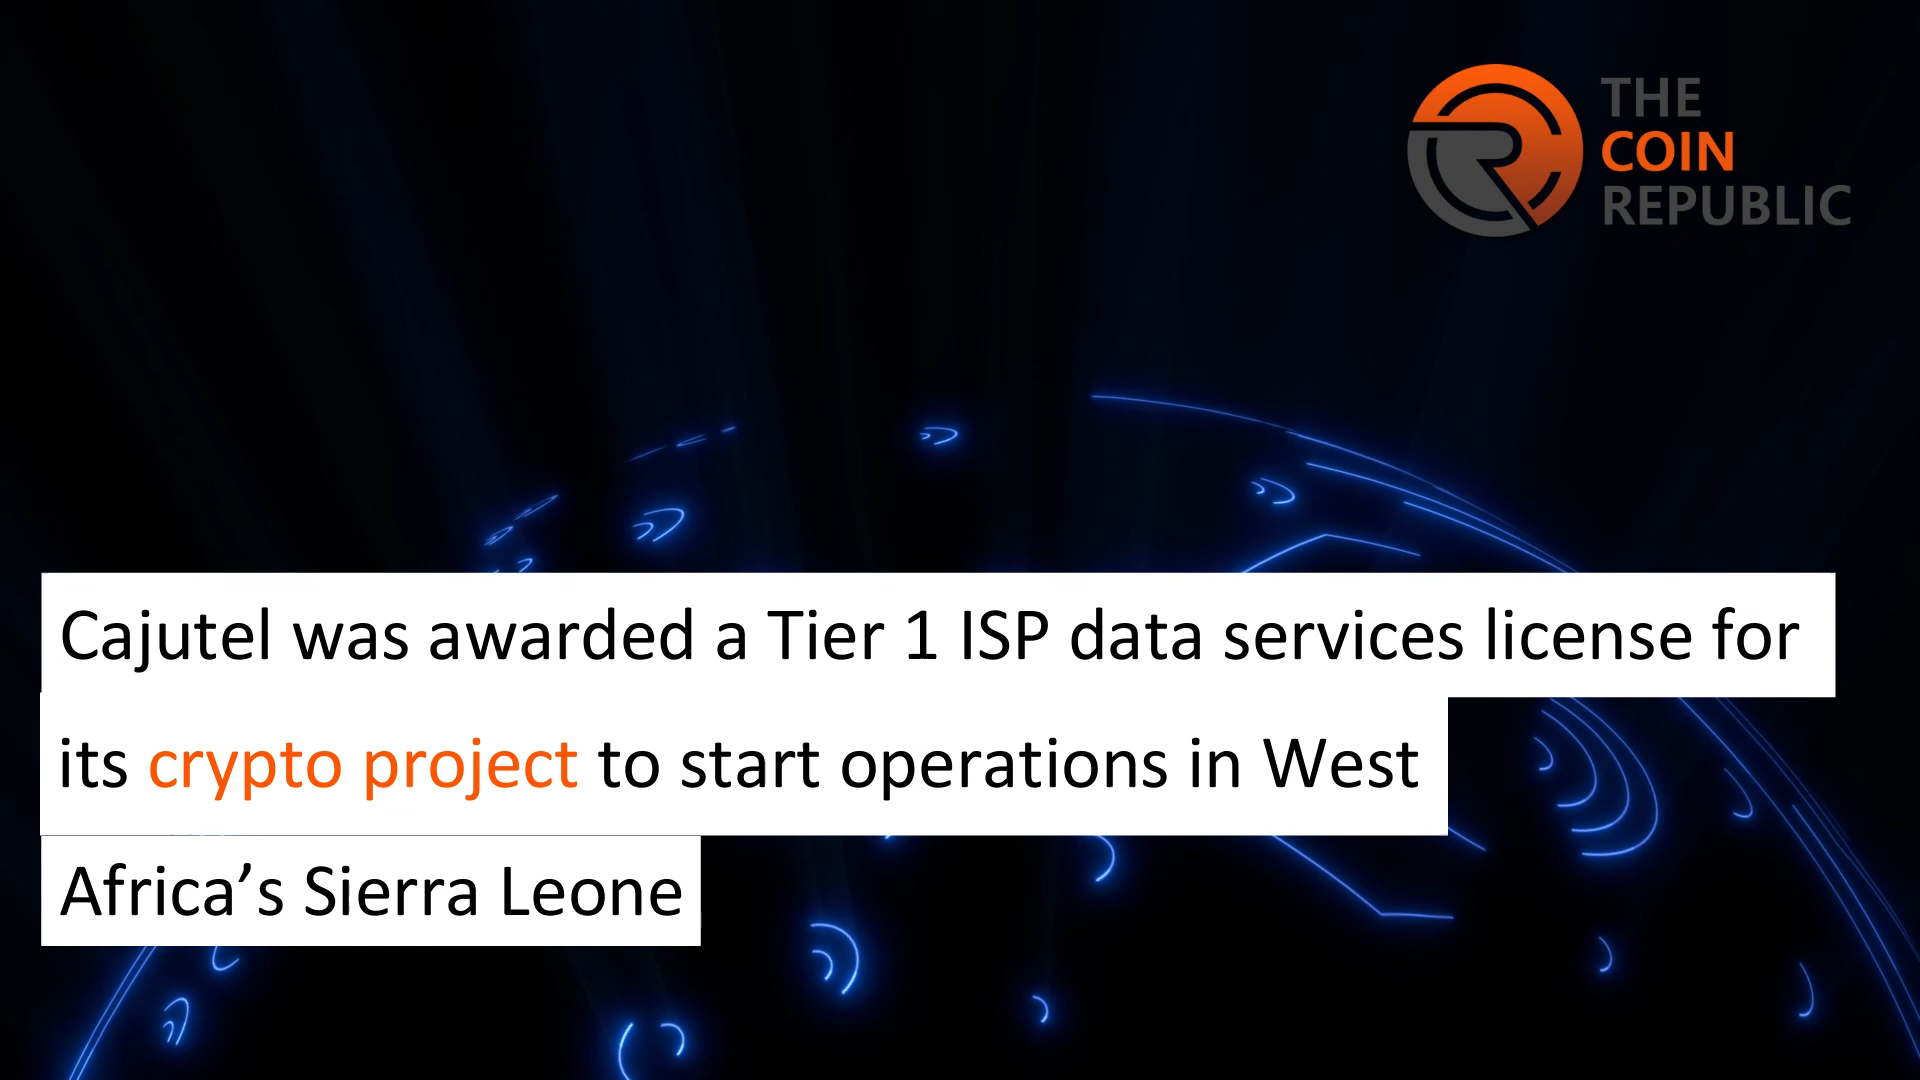 THE
COIN
REPUBLIC
Cajutel was awarded a Tier 1 ISP data services license for
its crypto project to start operations in West
Africa’s Sierra Leone